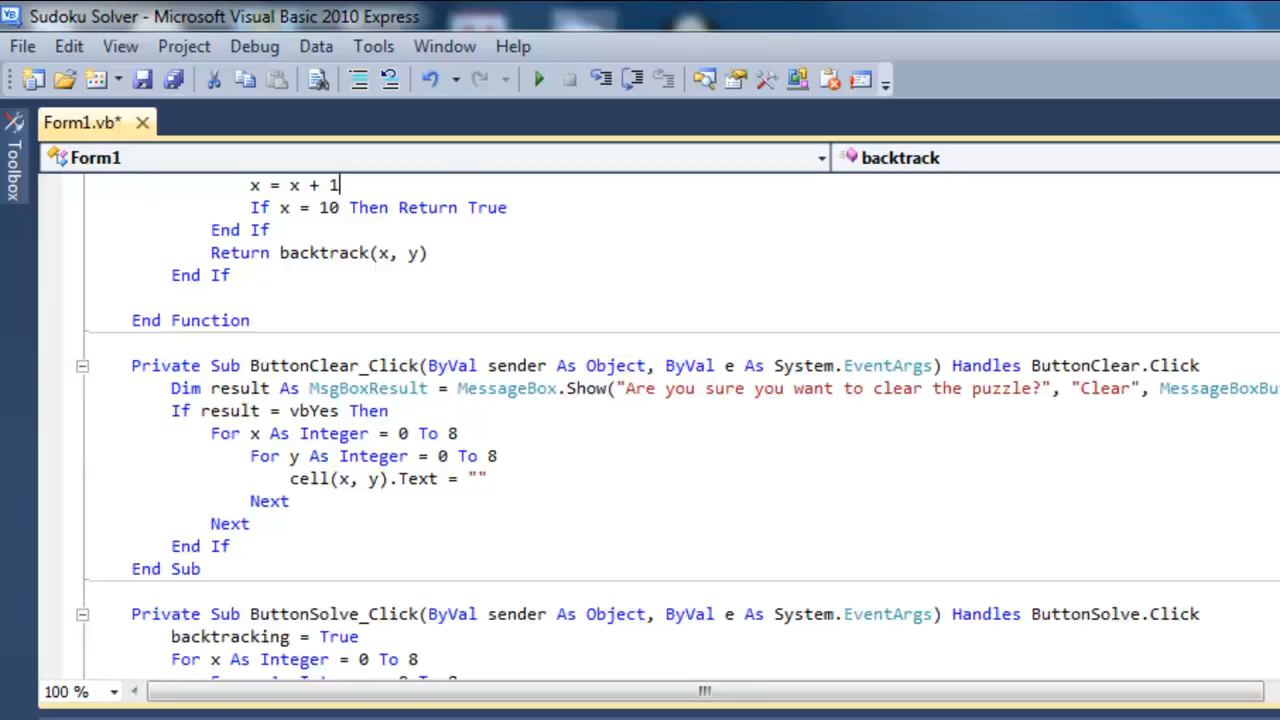 Sudoku Solver - Microsoft Visual Basic 2010 Express
File Edit View Project Debug Data Tools Window Help
Toolbox
Form1.vb*
Form1 backtrack
x = x + 1
If x = 10 Then Return True
End If
Return backtrack(x, y)
End If
End Function
Private Sub ButtonClear_Click(ByVal sender As Object, ByVal e As System.EventArgs) Handles ButtonClear.Click
Dim result As MsgBoxResult = MessageBox.Show("Are you sure you want to clear the puzzle?", "Clear", MessageBoxBu
If result = vbYes Then
For x As Integer = 0 To 8
For y As Integer = 0 To 8
cell(x, y).Text = ""
Next
Next
End If
End Sub
Private Sub ButtonSolve_Click(ByVal sender As Object, ByVal e As System.EventArgs) Handles ButtonSolve.Click
backtracking = True
For x As Integer = 0 To 8
100 %